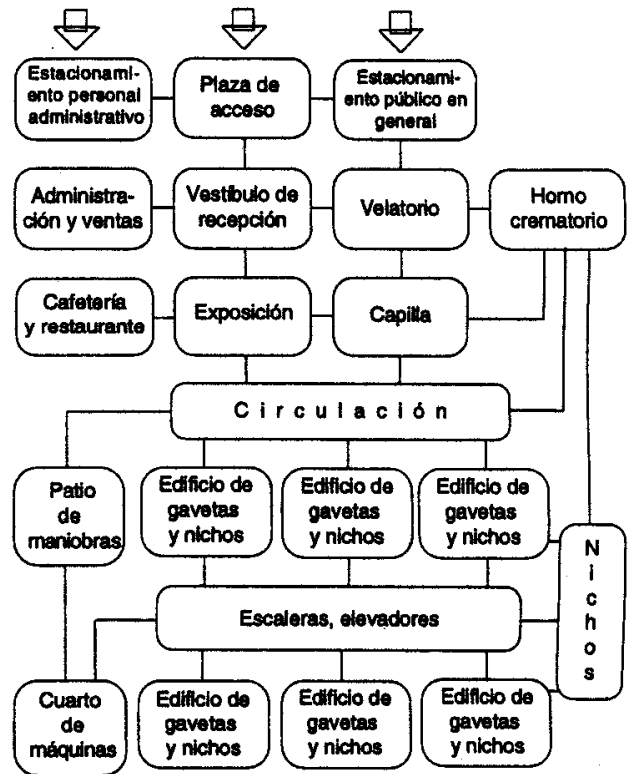 Estacionami-
ento personal
administrativo
Plaza de
acceso
Estacionami-
ento público en
general
Administra-
ción y ventas
Vestíbulo de
recepción
Velatorio
Horno
crematorio
Cafetería
y restaurante
Exposición
Capilla
Circulación
Patio
de
maniobras
Edificio de
gavetas
y nichos
Edificio de
gavetas
y nichos
Edificio de
gavetas
y nichos
Nichos
Escaleras, elevadores
Cuarto
de
máquinas
Edificio de
gavetas
y nichos
Edificio de
gavetas
y nichos
Edificio de
gavetas
y nichos